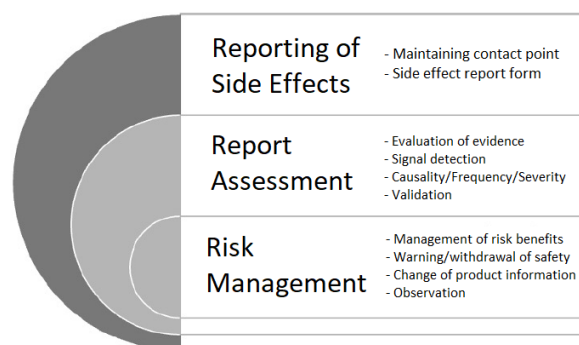 Reporting of
Side Effects
- Maintaining contact point
- Side effect report form
Report
Assessment
- Evaluation of evidence
- Signal detection
- Causality/Frequency/Severity
- Validation
Risk
Management
- Management of risk benefits
- Warning/withdrawal of safety
- Change of product information
- Observation